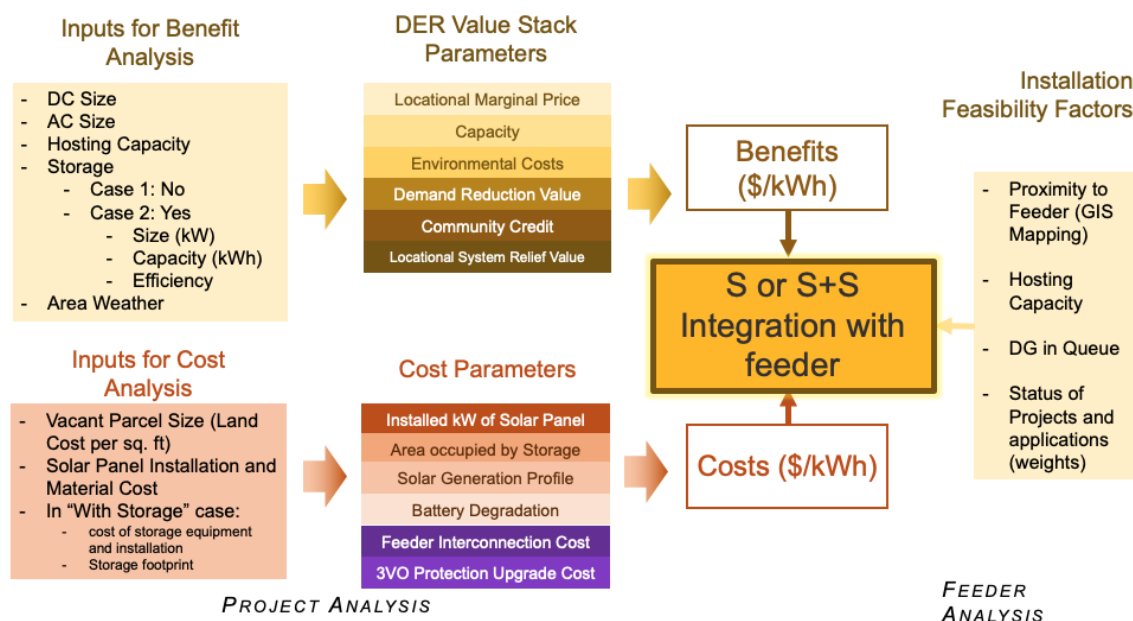 Inputs for Benefit
Analysis
- DC Size
- AC Size
- Hosting Capacity
- Storage
- Case 1: No
- Case 2: Yes
- Size (kW)
- Capacity (kWh)
- Efficiency
- Area Weather
DER Value Stack
Parameters
Locational Marginal Price
Capacity
Environmental Costs
Demand Reduction Value
Community Credit
Locational System Relief Value
Benefits
($/kWh)
S or S+S
Integration with
feeder
Installation
Feasibility Factors
- Proximity to
Feeder (GIS
Mapping)
- Hosting
Capacity
- DG in Queue
- Status of
Projects and
applications
(weights)
Inputs for Cost
Analysis
- Vacant Parcel Size (Land
Cost per sq. ft)
- Solar Panel Installation and
Material Cost
- In “With Storage” case:
- cost of storage equipment
and installation
- Storage footprint
Cost Parameters
Installed kW of Solar Panel
Area occupied by Storage
Solar Generation Profile
Battery Degradation
Feeder Interconnection Cost
3VO Protection Upgrade Cost
Costs ($/kWh)
PROJECT ANALYSIS
FEEDER
ANALYSIS